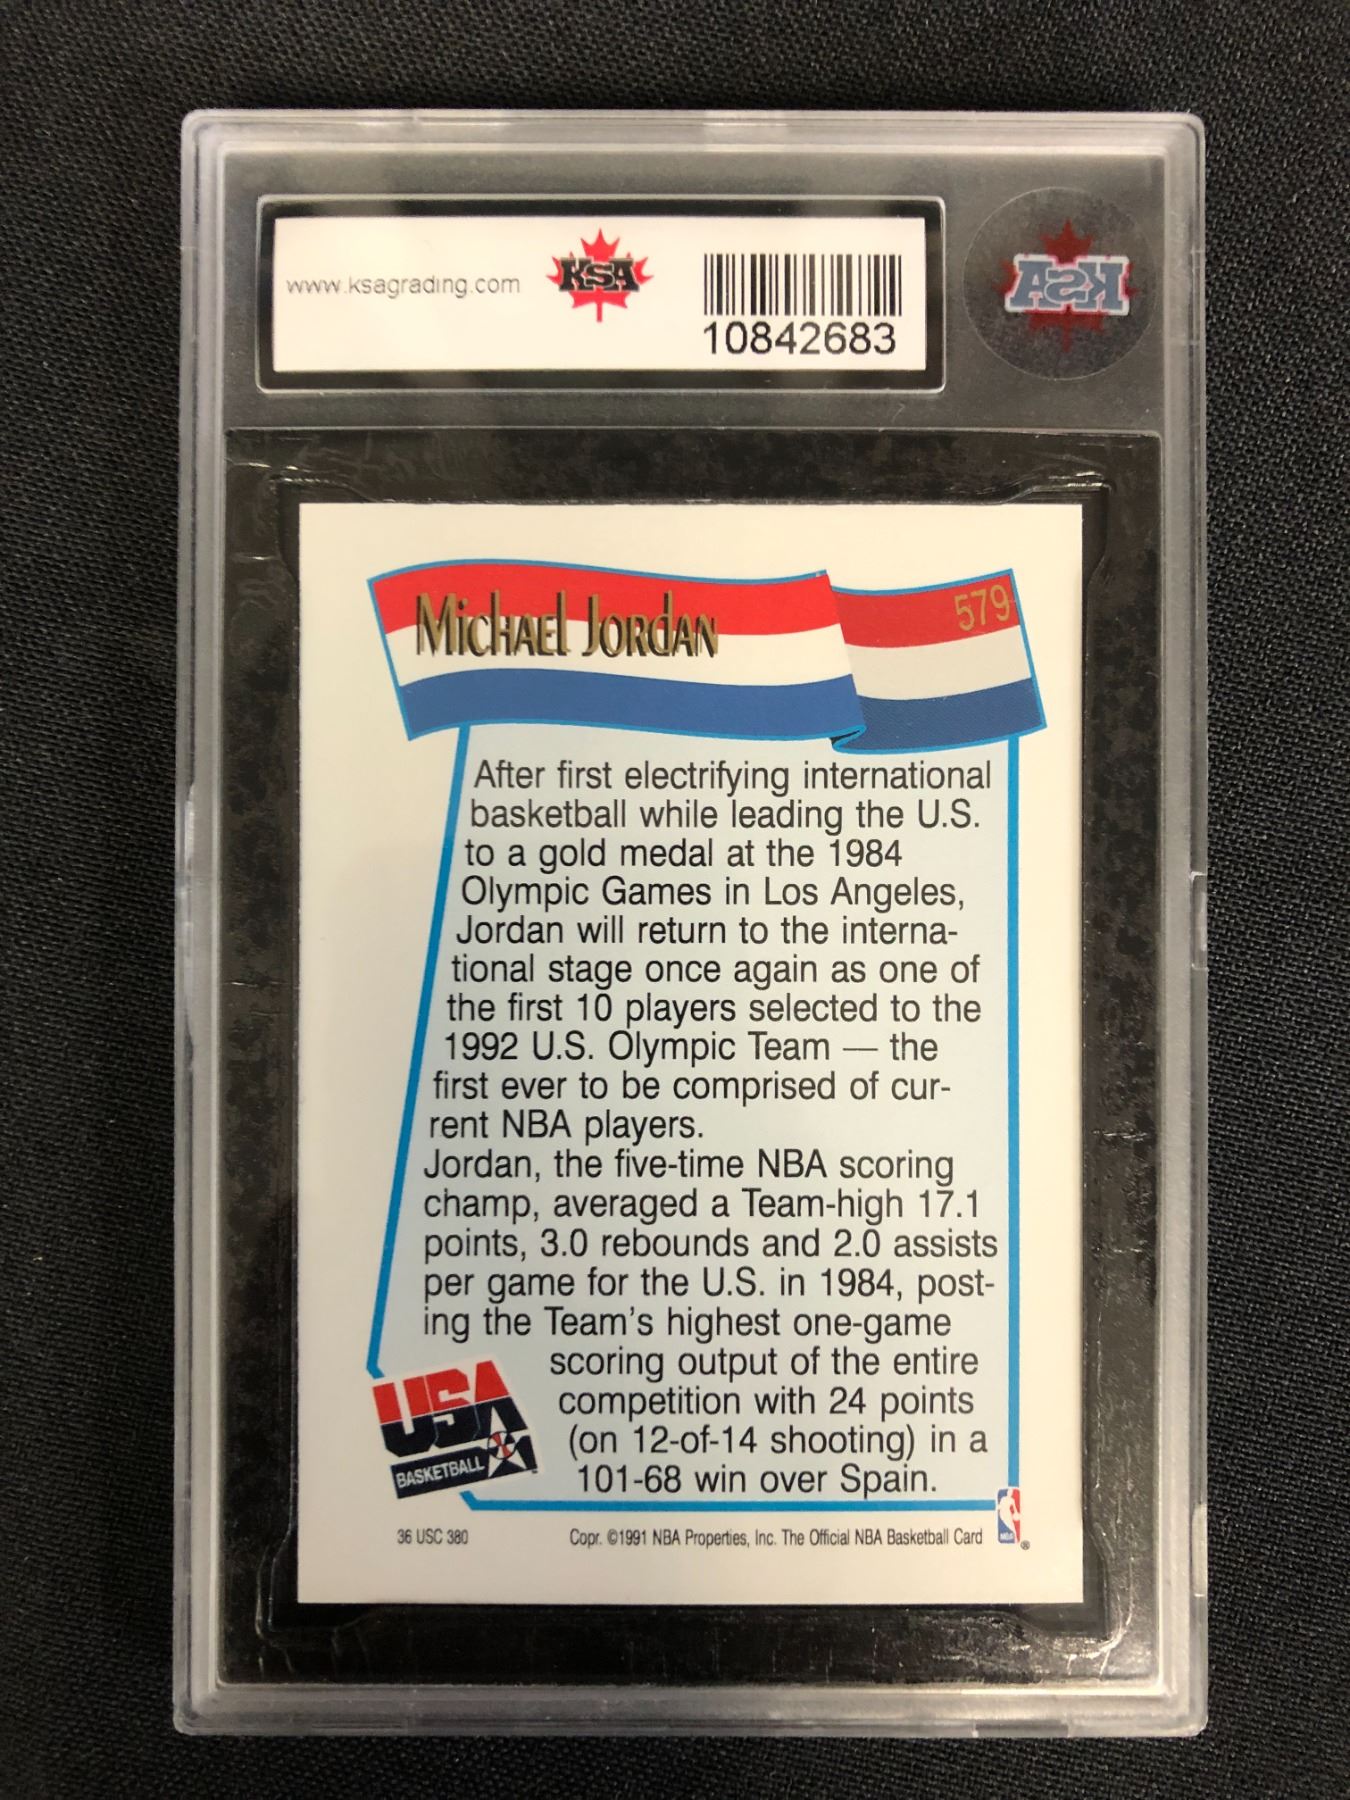 www.ksagrading.com
KSA
10842683
KSA
Michael Jordan
579
After first electrifying international
basketball while leading the U.S.
to a gold medal at the 1984
Olympic Games in Los Angeles,
Jordan will return to the interna-
tional stage once again as one of
the first 10 players selected to the
1992 U.S. Olympic Team — the
first ever to be comprised of cur-
rent NBA players.
Jordan, the five-time NBA scoring
champ, averaged a Team-high 17.1
points, 3.0 rebounds and 2.0 assists
per game for the U.S. in 1984, post-
ing the Team's highest one-game
scoring output of the entire
competition with 24 points
(on 12-of-14 shooting) in a
101-68 win over Spain.
USA
BASKETBALL
36 USC 380
Copr. ©1991 NBA Properties, Inc. The Official NBA Basketball Card
NBA
®